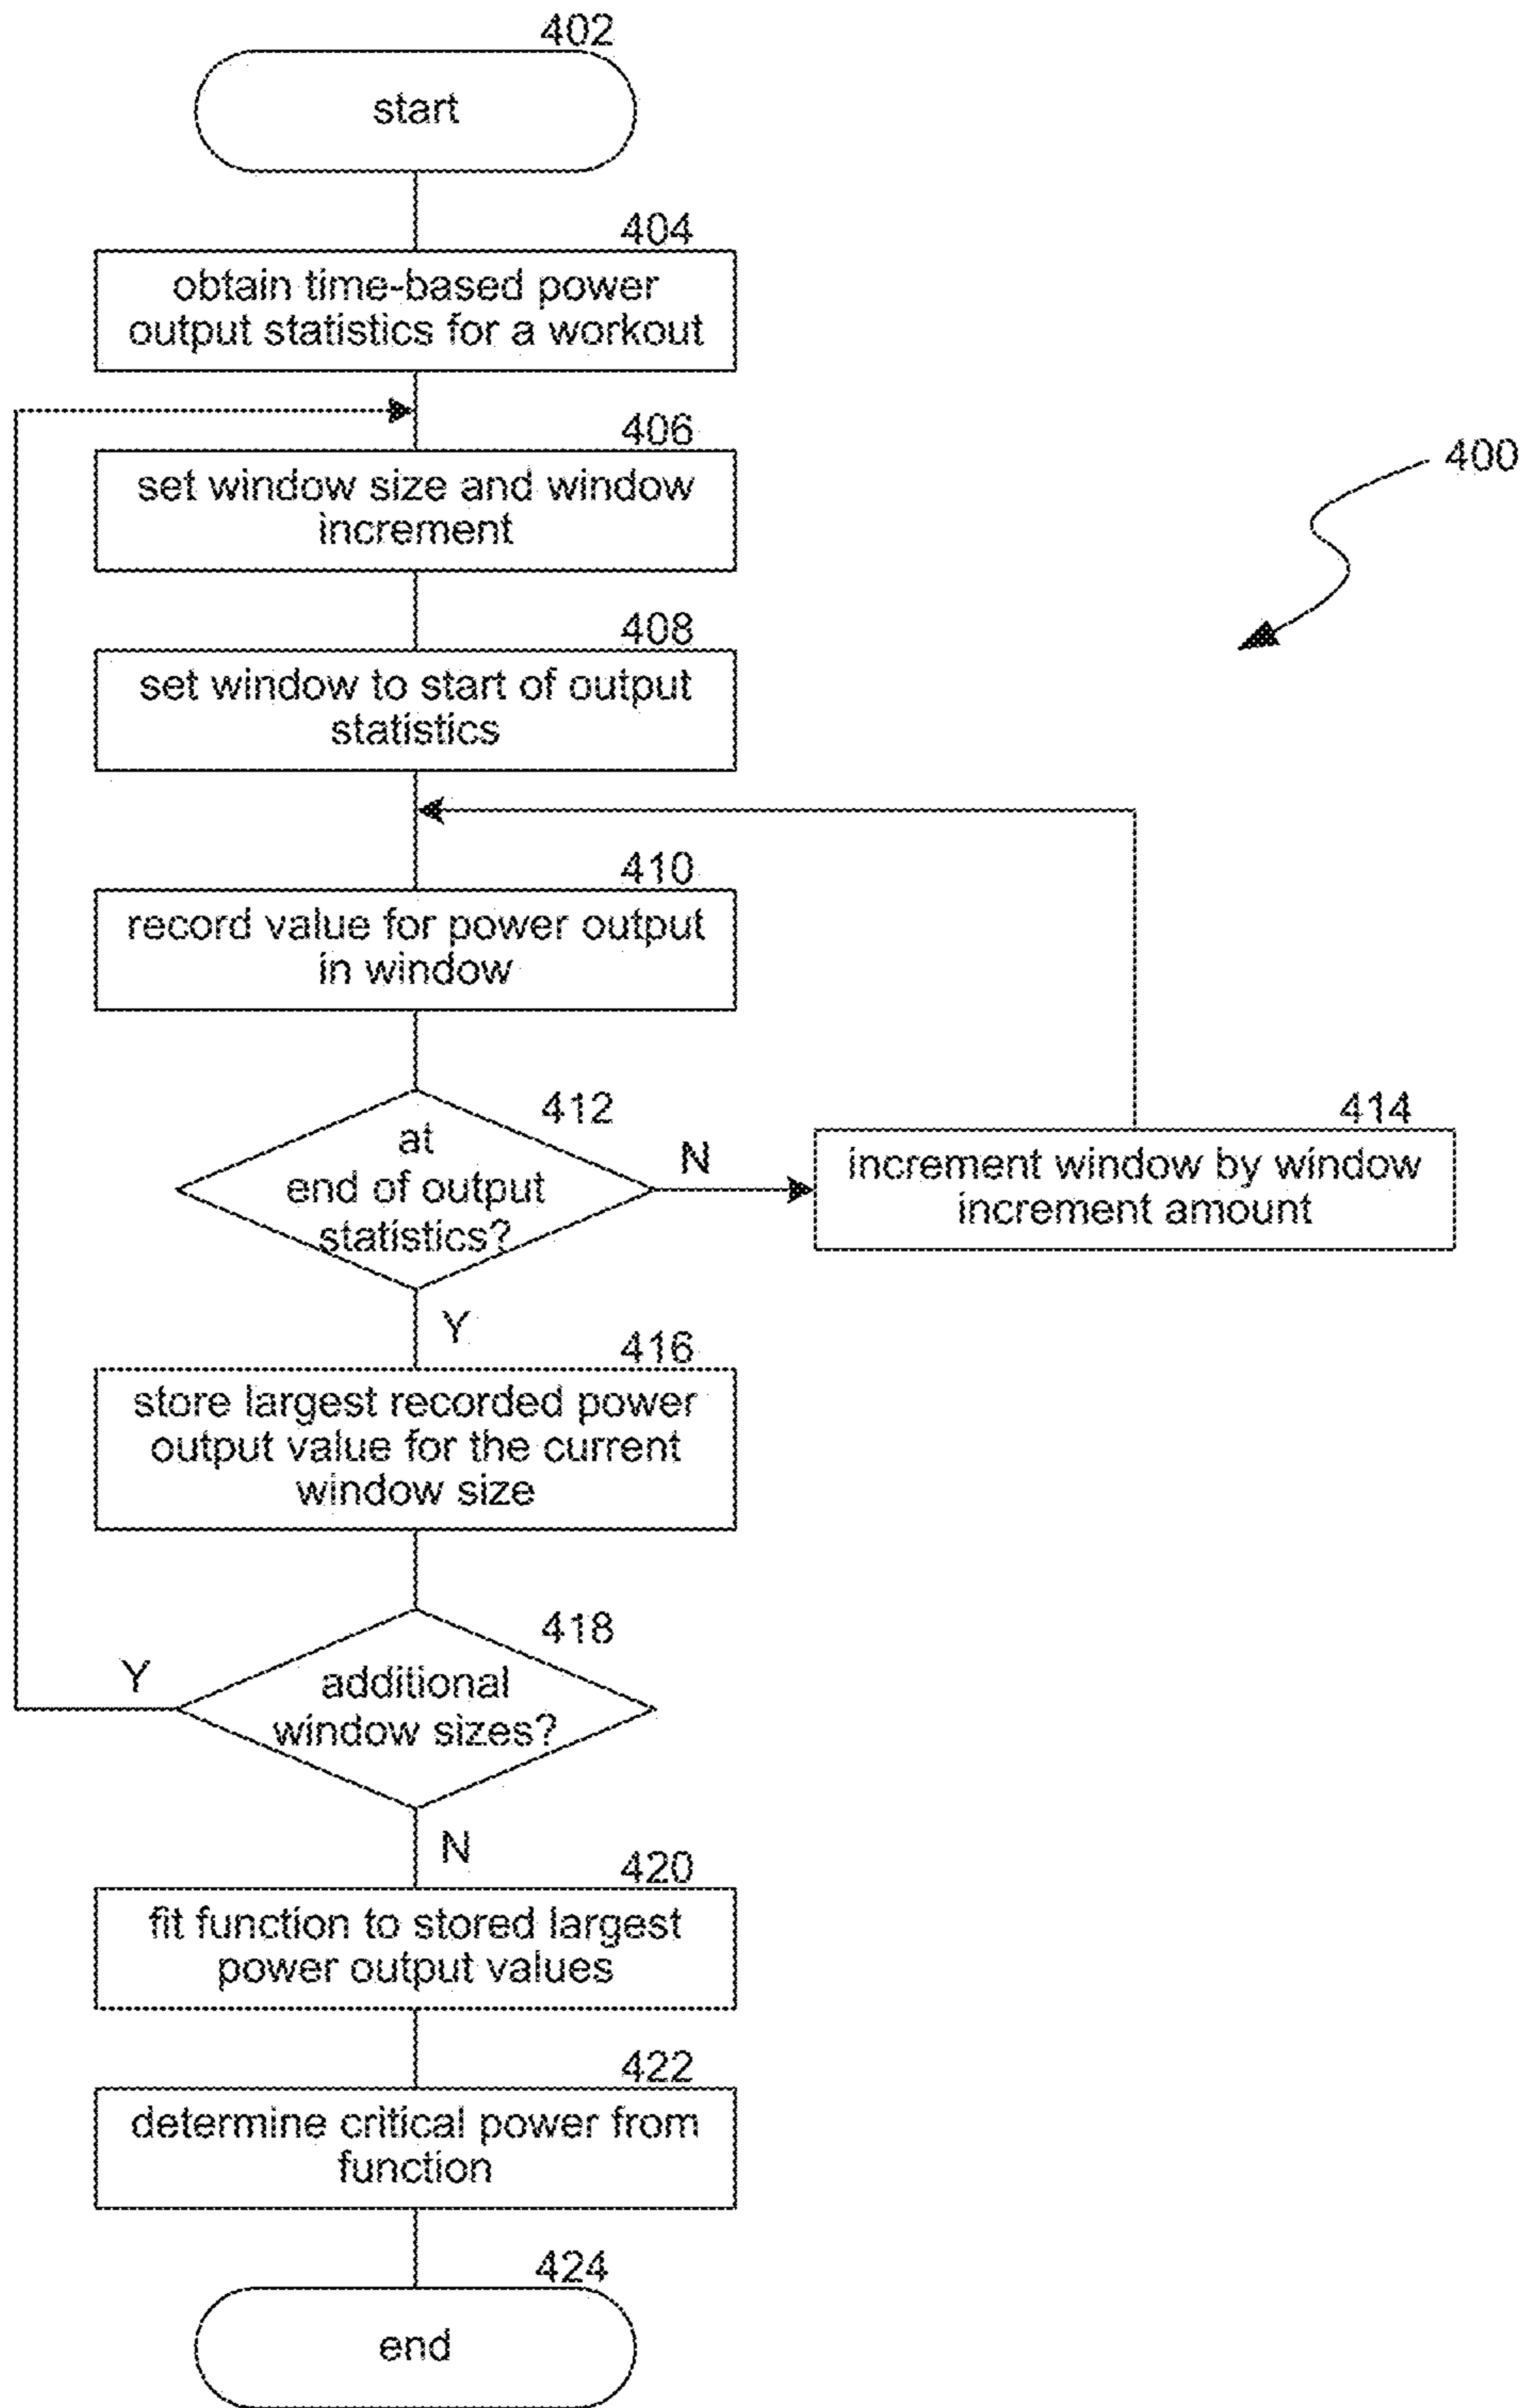 402
start
404
obtain time-based power
output statistics for a workout
406
set window size and window
increment
400
408
set window to start of output
statistics
410
record value for power output
in window
412
at
end of output
statistics?
N
414
increment window by window
increment amount
Y
416
store largest recorded power
output value for the current
window size
418
Y
additional
window sizes?
N
420
fit function to stored largest
power output values
422
determine critical power from
function
424
end